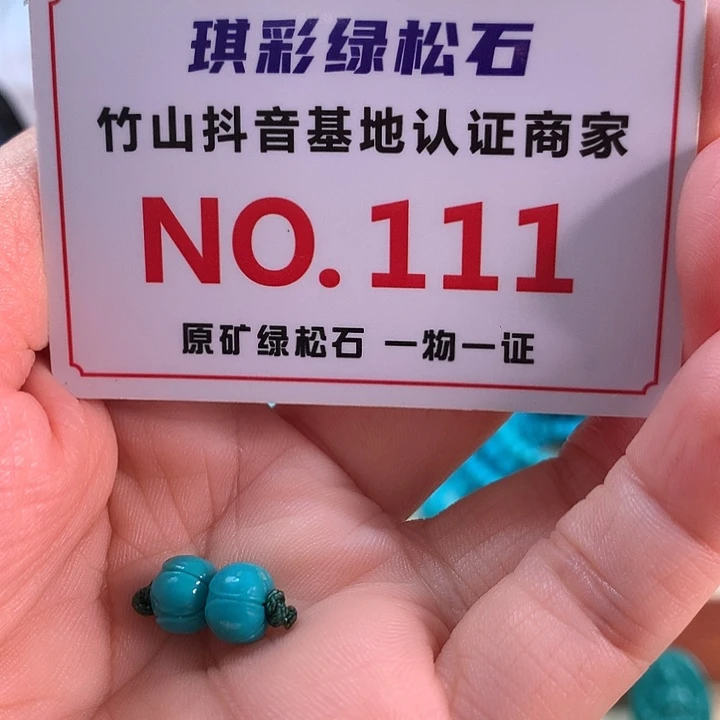 琪彩绿松石
竹山抖音基地认证商家
NO.111
原矿绿松石 一物一证